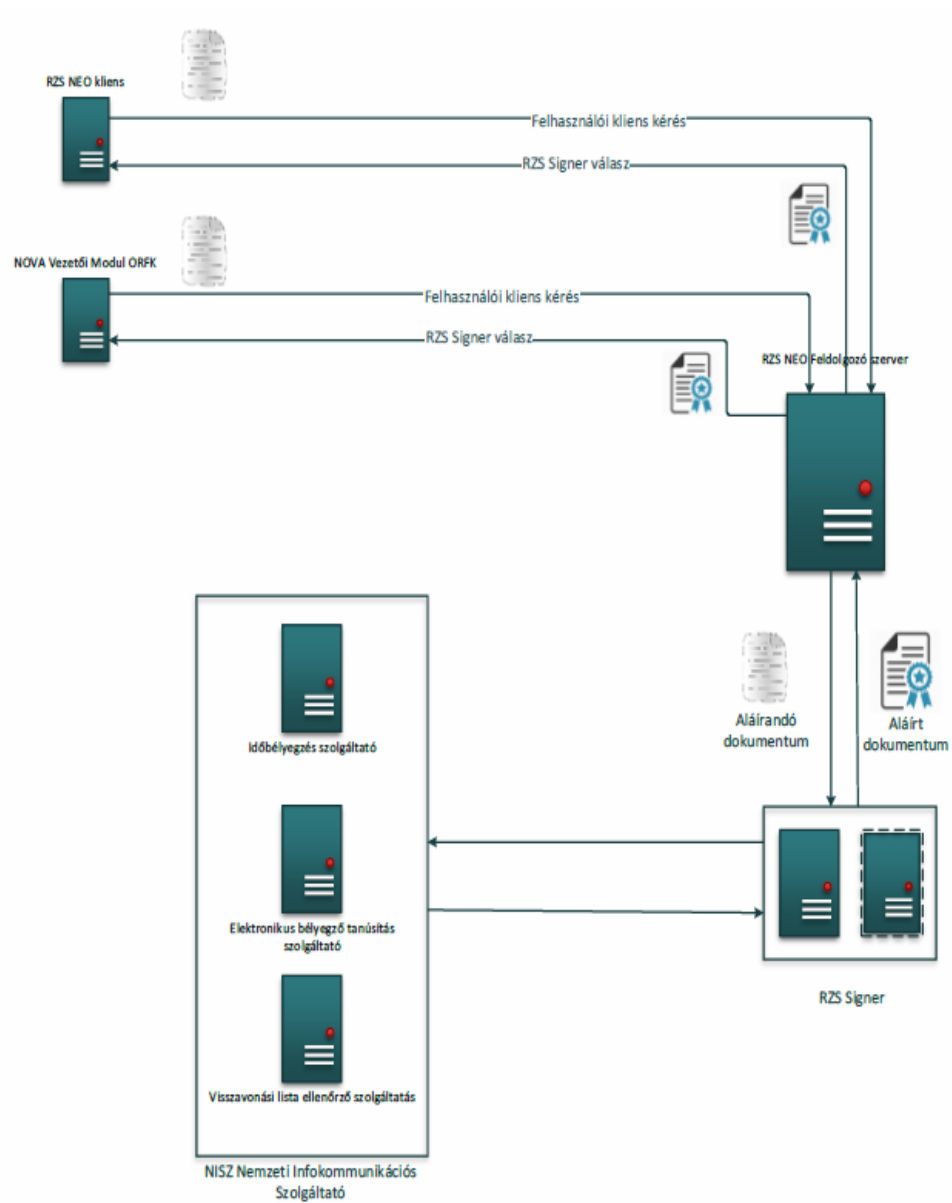 RZS NEO kliens
Felhasználói kliens kérés
RZS Signer válasz
NOVA Vezetői Modul ORFK
Felhasználói kliens kérés
RZS Signer válasz
RZS NEO Feldolgozó szerver
Aláírandó
dokumentum
Aláírt
dokumentum
Időbélyegzés szolgáltató
Elektronikus bélyegző tanúsítás
szolgáltató
Visszavonási lista ellenőrző szolgáltatás
RZS Signer
NISZ Nemzeti Infokommunikációs
Szolgáltató